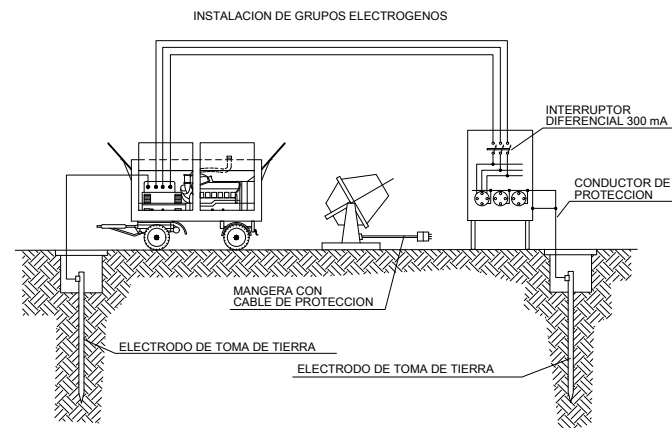 INSTALACION DE GRUPOS ELECTROGENOS
INTERRUPTOR
DIFERENCIAL 300 mA
CONDUCTOR DE
PROTECCION
MANGERA CON
CABLE DE PROTECCION
ELECTRODO DE TOMA DE TIERRA
ELECTRODO DE TOMA DE TIERRA